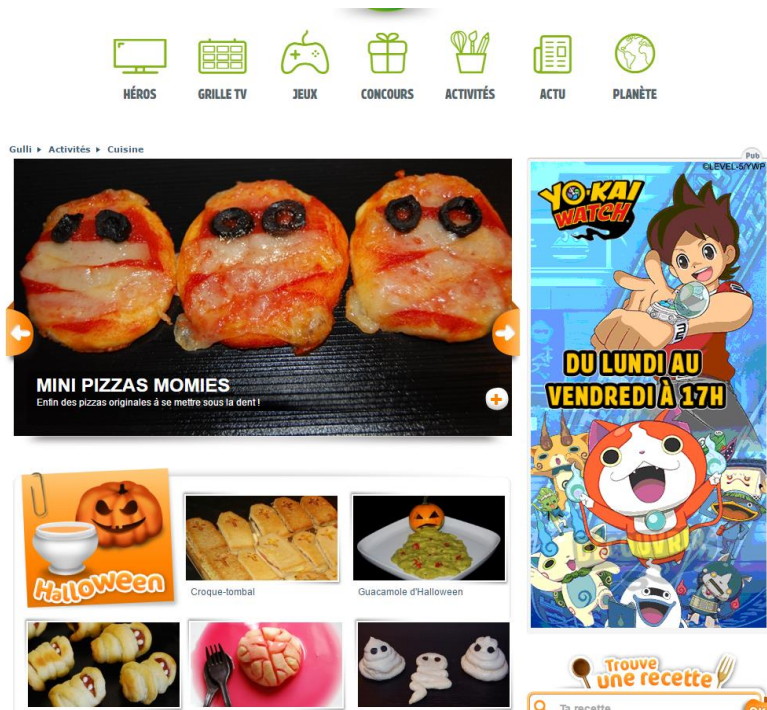 HÉROS
GRILLE TV
JEUX
CONCOURS
ACTIVITÉS
ACTU
PLANÈTE
Gulli
Activités
Cuisine
Pub
©LEVEL-5/YWP
YO-KAI
WATCH
DU LUNDI AU
VENDREDI À 17H
MINI PIZZAS MOMIES
Enfin des pizzas originales à se mettre sous la dent !
Halloween
Croque-tombal
Guacamole d'Halloween
Trouve
une recette
Ta recette